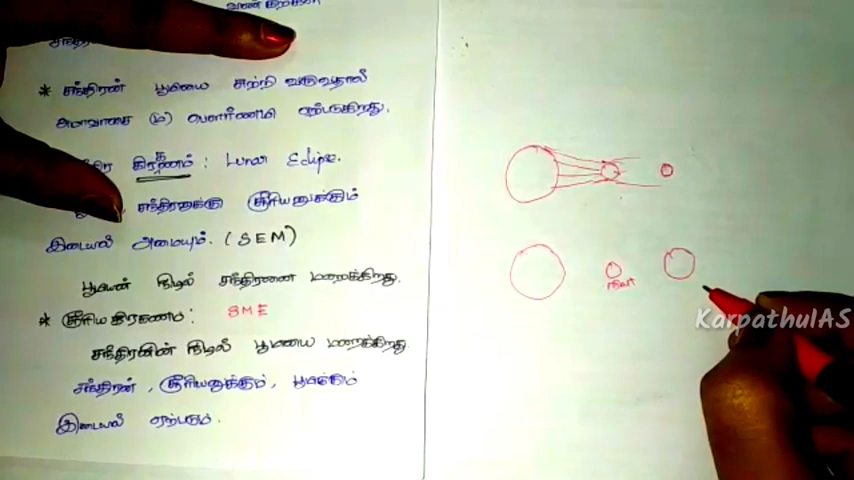 * சந்திரன் பூமியை சுற்றி வருவதால்
அமாவாசை (ம) பௌர்ணமி ஏற்படுகிறது.
கிரகணம் : Lunar Eclipse.
சந்திரனுக்கு சூரியனுக்கும்
இடையில் அமையும். (SEM)
பூமியின் நிழல் சந்திரனை மறைக்கிறது.
* சூரிய கிரகணம் : SME
சந்திரனின் நிழல் பூமியை மறைக்கிறது
சந்திரன், சூரியனுக்கும், பூமிக்கும்
இடையில் ஏற்படும்.
நிலா
KarpathuIAS